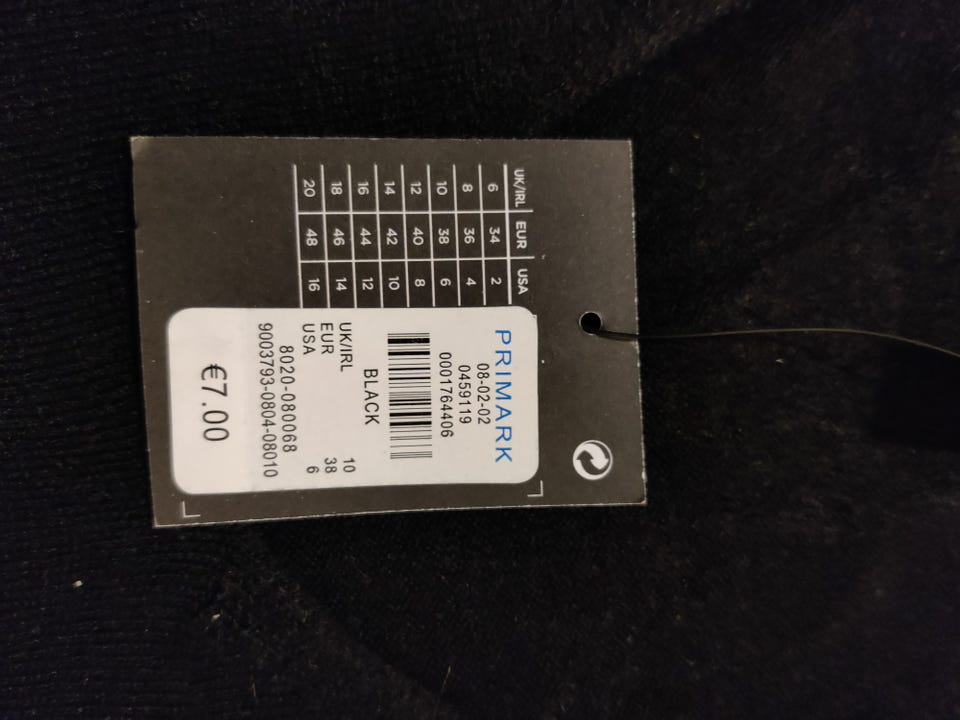 UK/IRL EUR USA
6 34 2
8 36 4
10 38 6
12 40 8
14 42 10
16 44 12
18 46 14
20 48 16
PRIMARK
08-02-02
0459119
0001764406
BLACK
UK/IRL 10
EUR 38
USA 6
8020-080068
9003793-0804-08010
€7.00